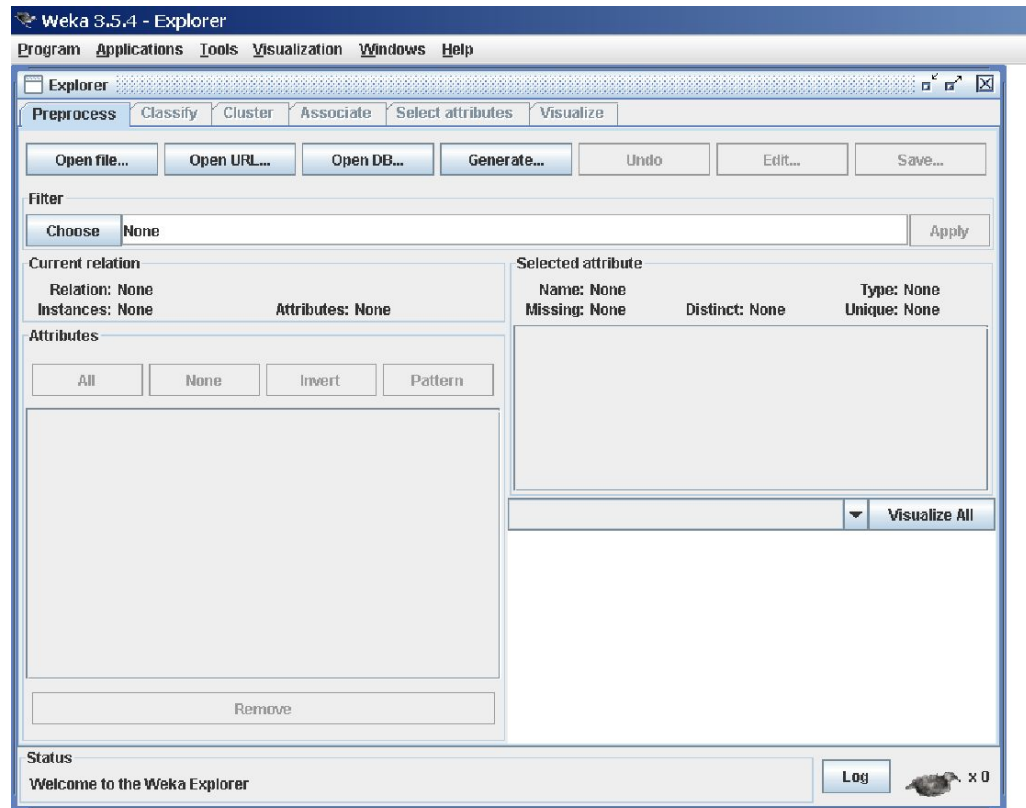 Weka 3.5.4 - Explorer
Program Applications Tools Visualization Windows Help
Explorer
Preprocess Classify Cluster Associate Select attributes Visualize
Open file... Open URL... Open DB... Generate... Undo Edit... Save...
Filter
Choose None Apply
Current relation
Relation: None
Instances: None Attributes: None
Attributes
All None Invert Pattern
Remove
Selected attribute
Name: None Type: None
Missing: None Distinct: None Unique: None
Visualize All
Status
Welcome to the Weka Explorer
Log x 0